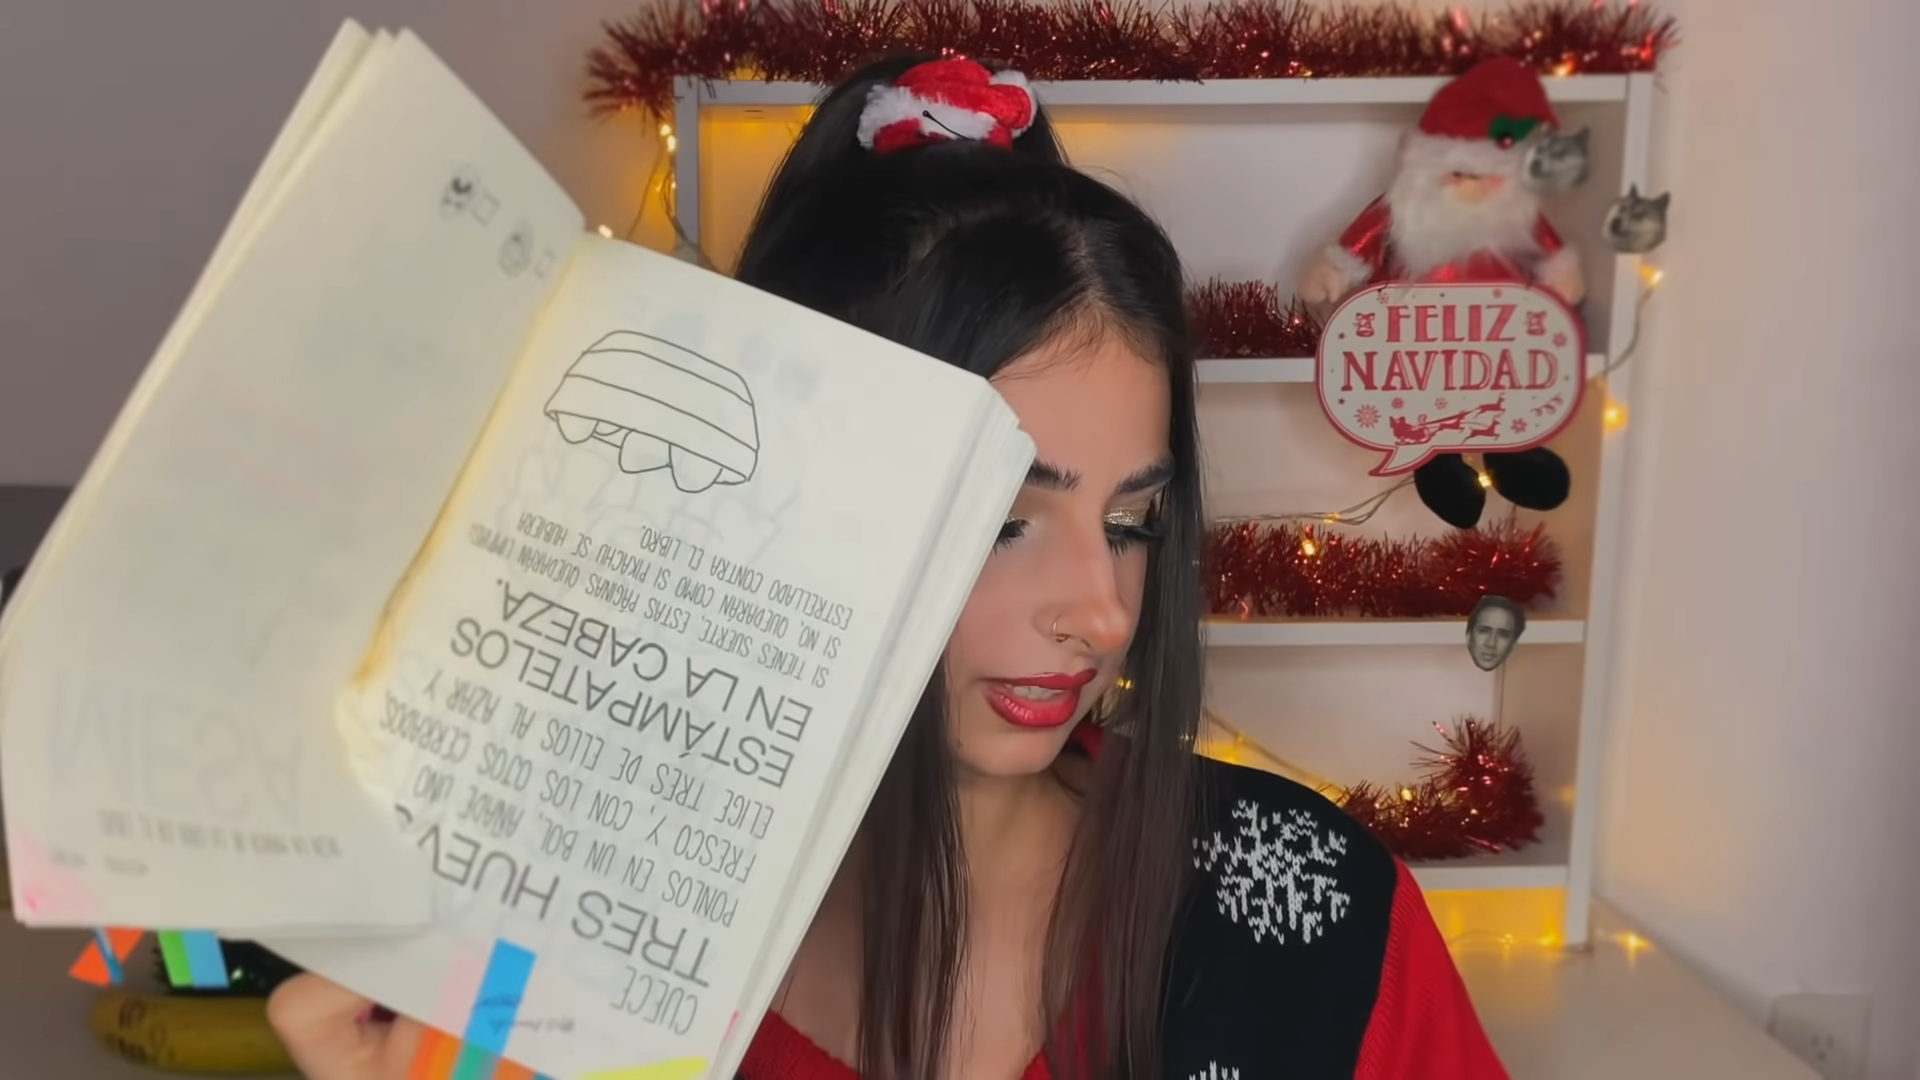 CUECE
TRES HUEVOS
PONLOS EN UN BOL, AÑADE UNO
FRESCO Y, CON LOS OJOS CERRADOS,
ELIGE TRES DE ELLOS AL AZAR Y
ESTÁMPATELOS
EN LA CABEZA.
SI TIENES SUERTE, ESTAS PÁGINAS QUEDARÁN LIMPIAS.
SI NO, QUEDARÁN COMO SI PIKACHU SE HUBIERA
ESTRELLADO CONTRA EL LIBRO.
MESA
FELIZ
NAVIDAD